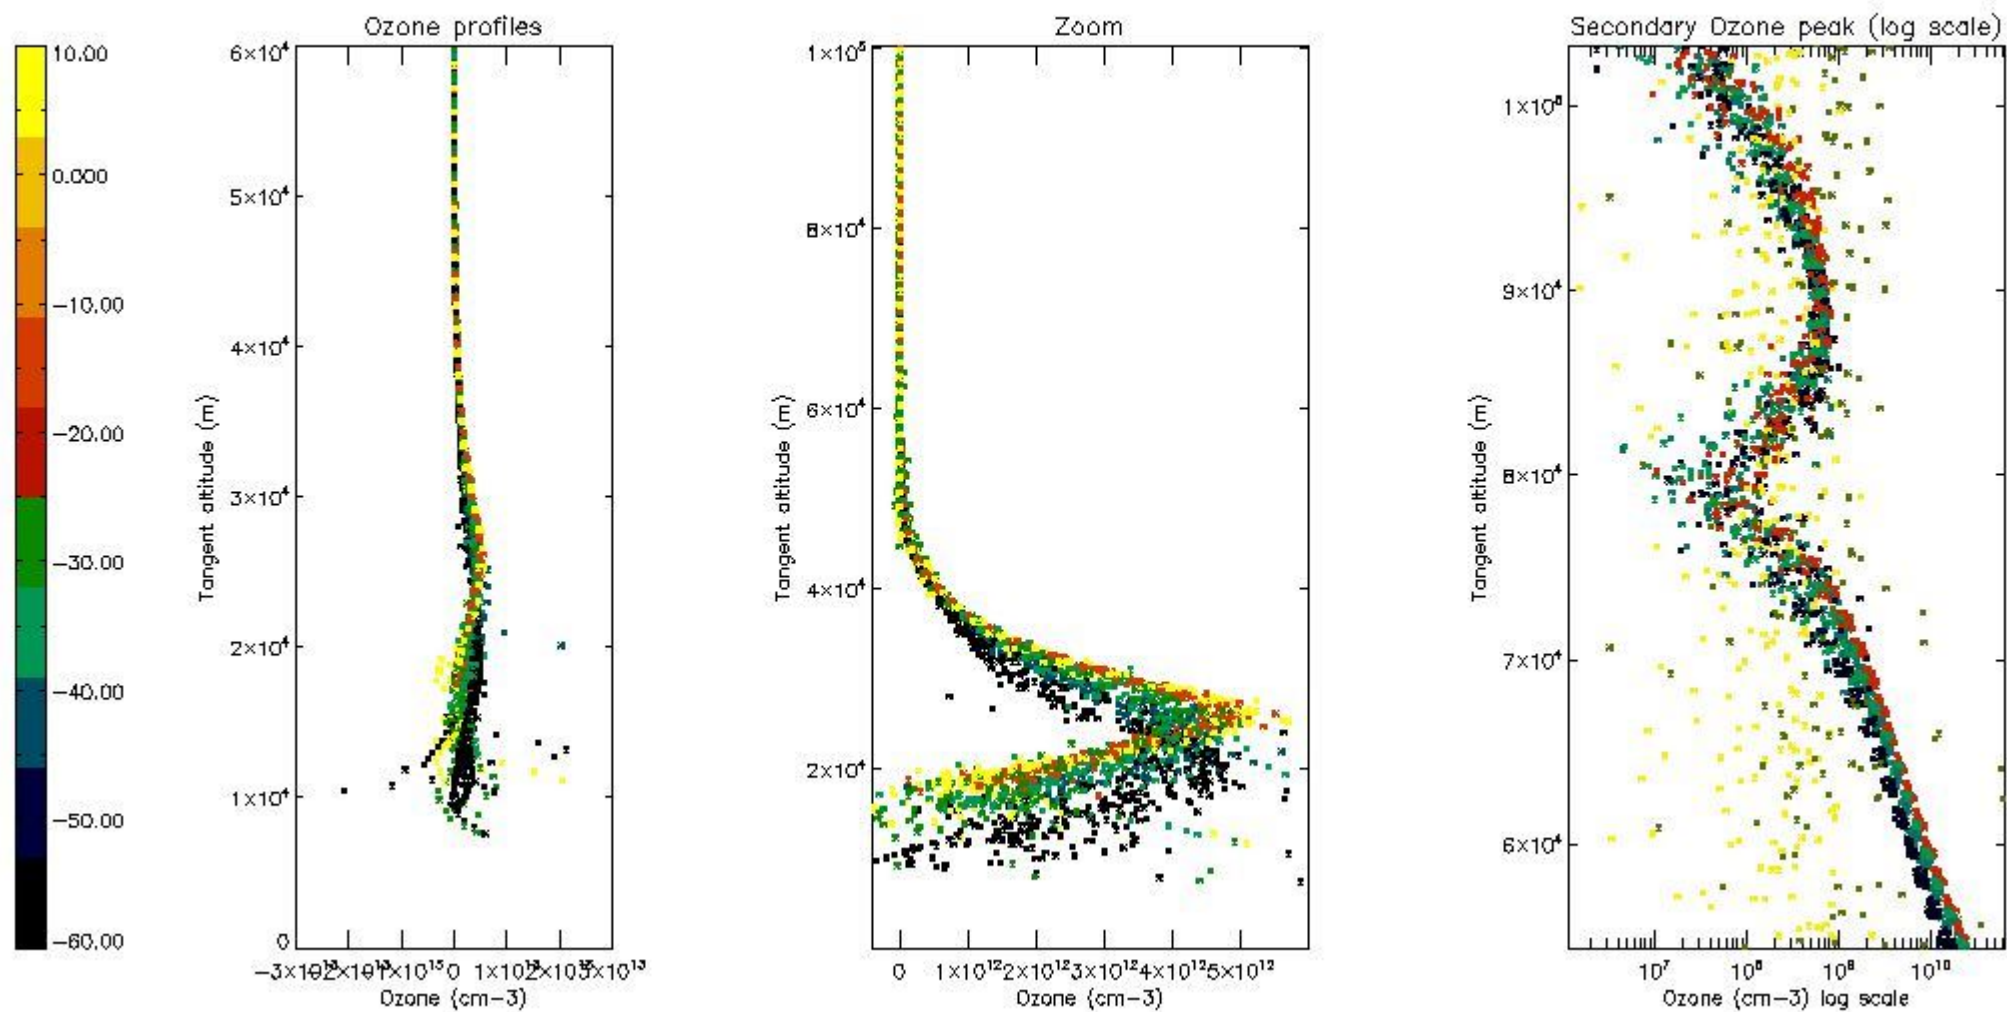 Ozone profiles
Zoom
Secondary Ozone peak (log scale)
10.00
0.000
−10.00
−20.00
−30.00
−40.00
−50.00
−60.00
6×10⁴
5×10⁴
4×10⁴
3×10⁴
2×10⁴
1×10⁴
0
Tangent altitude (m)
0
Ozone (cm−3)
1×10⁵
8×10⁴
6×10⁴
4×10⁴
2×10⁴
Tangent altitude (m)
0 1×10¹² 2×10¹² 3×10¹² 4×10¹² 5×10¹²
Ozone (cm−3)
9×10⁴
8×10⁴
7×10⁴
6×10⁴
Tangent altitude (m)
10⁷ 10⁸ 10⁹ 10¹⁰
Ozone (cm−3) log scale